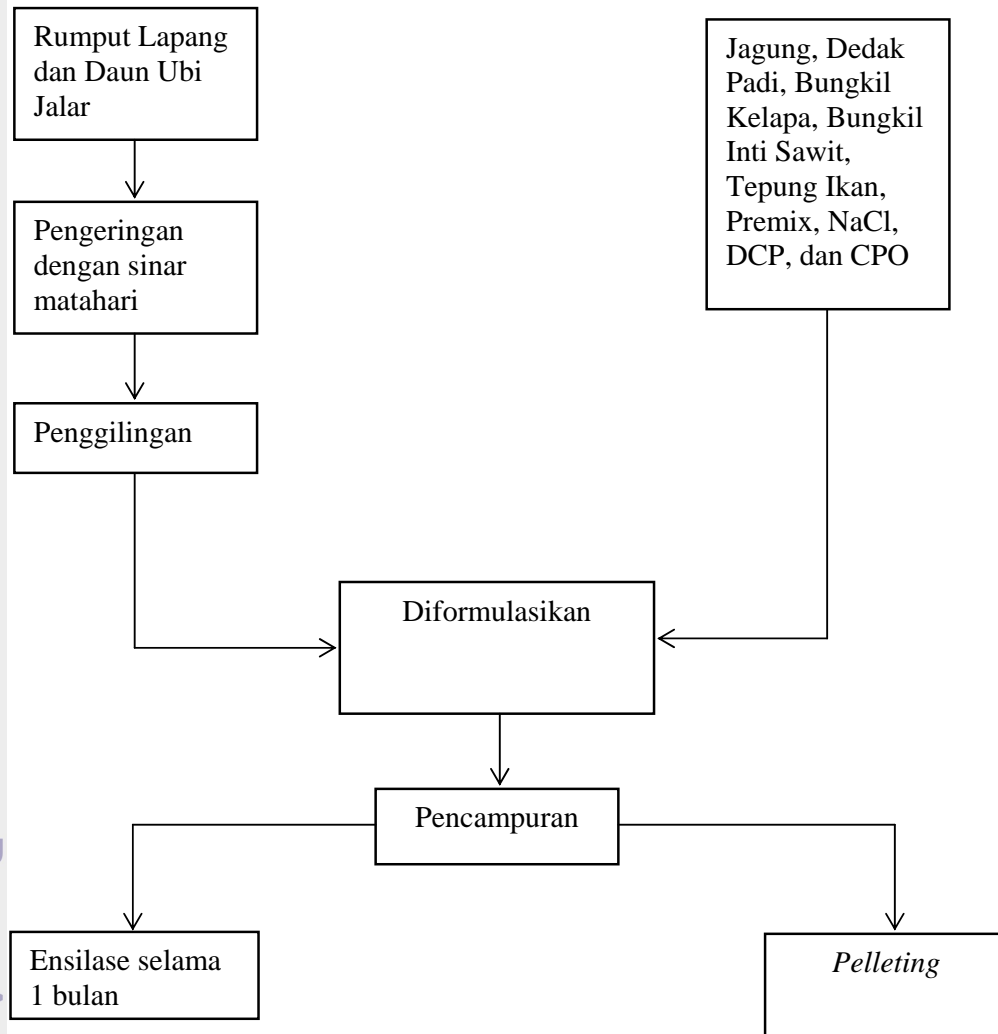 Rumput Lapang
dan Daun Ubi
Jalar
Jagung, Dedak
Padi, Bungkil
Kelapa, Bungkil
Inti Sawit,
Tepung Ikan,
Premix, NaCl,
DCP, dan CPO
Pengeringan
dengan sinar
matahari
Penggilingan
Diformulasikan
Pencampuran
Ensilase selama
1 bulan
Pelleting